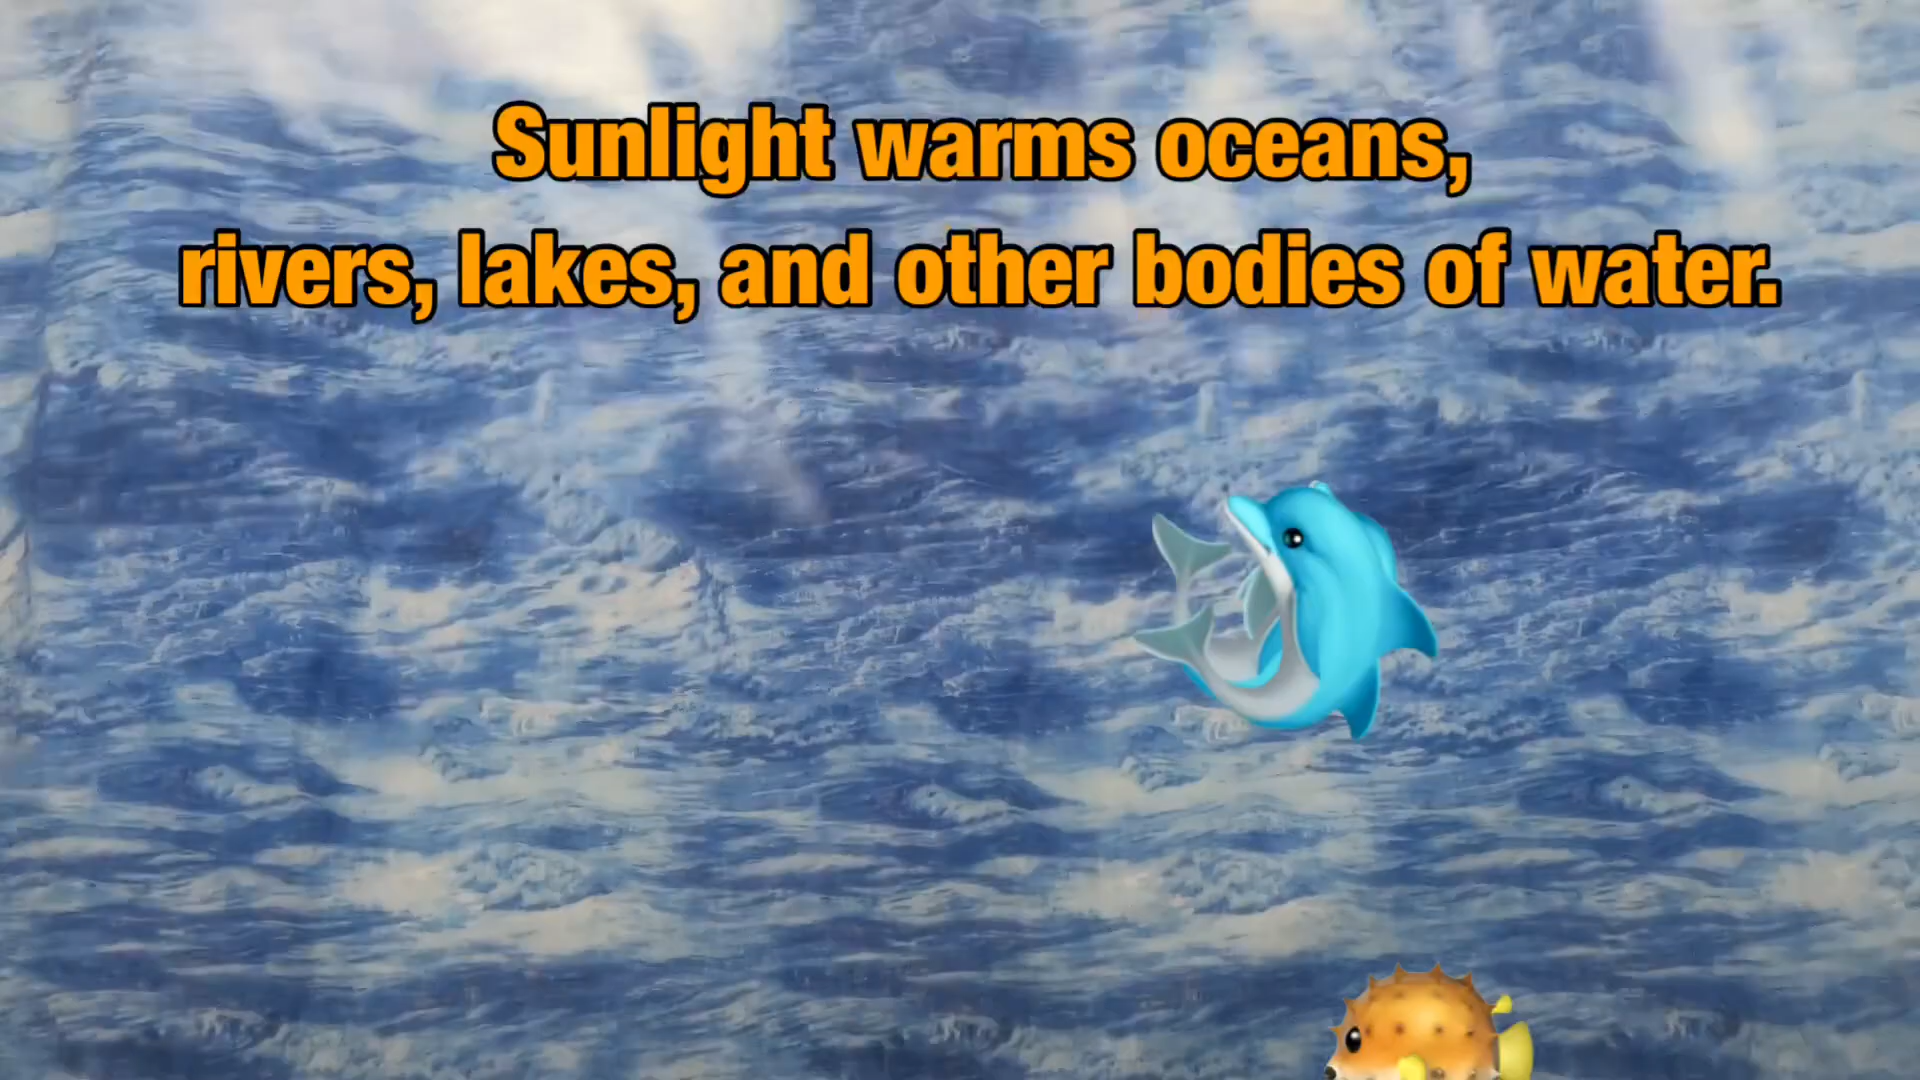 Sunlight warms oceans,
rivers, lakes, and other bodies of water.